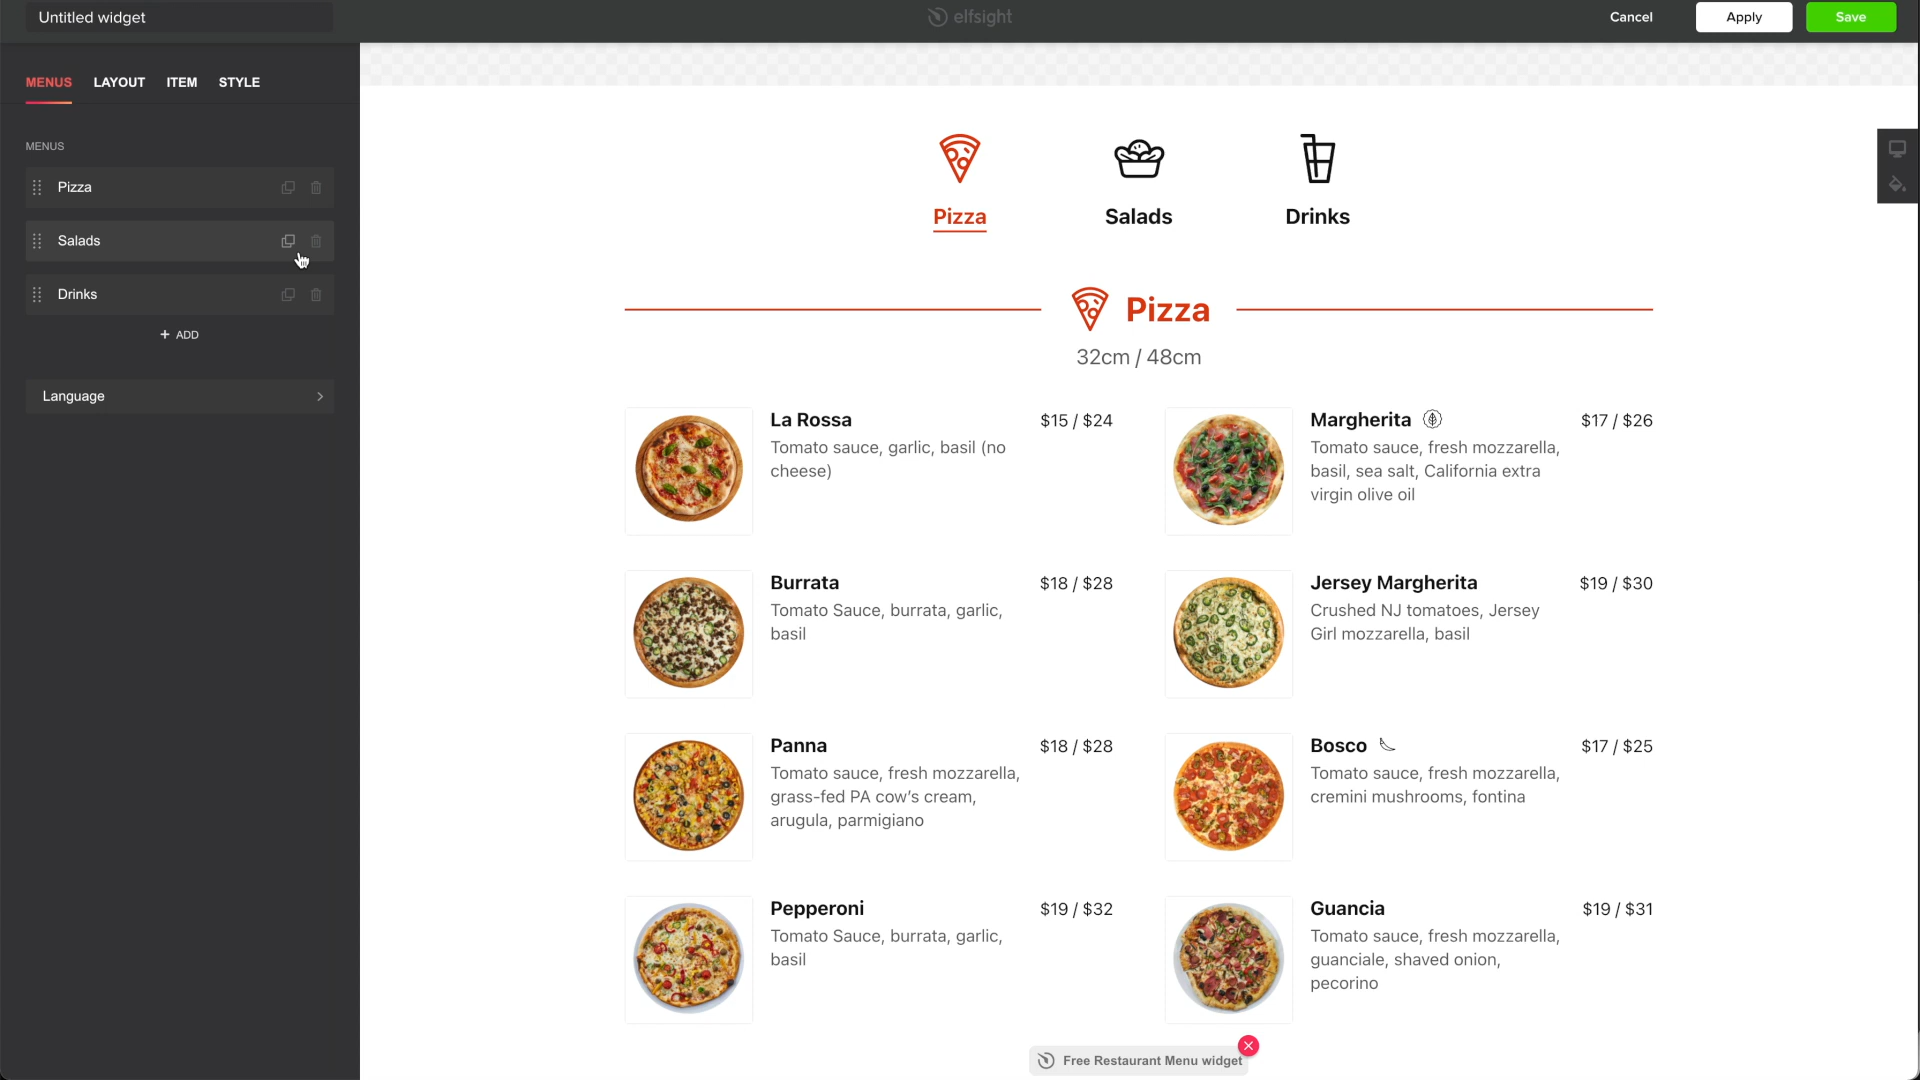 Untitled widget
elfsight
Cancel
Apply
Save
MENUS
LAYOUT
ITEM
STYLE
MENUS
Pizza
Salads
Drinks
+ ADD
Language
Pizza
Salads
Drinks
Pizza
32cm / 48cm
La Rossa
$15 / $24
Tomato sauce, garlic, basil (no
cheese)
Margherita
$17 / $26
Tomato sauce, fresh mozzarella,
basil, sea salt, California extra
virgin olive oil
Burrata
$18 / $28
Tomato Sauce, burrata, garlic,
basil
Jersey Margherita
$19 / $30
Crushed NJ tomatoes, Jersey
Girl mozzarella, basil
Panna
$18 / $28
Tomato sauce, fresh mozzarella,
grass-fed PA cow's cream,
arugula, parmigiano
Bosco
$17 / $25
Tomato sauce, fresh mozzarella,
cremini mushrooms, fontina
Pepperoni
$19 / $32
Tomato Sauce, burrata, garlic,
basil
Guancia
$19 / $31
Tomato sauce, fresh mozzarella,
guanciale, shaved onion,
pecorino
Free Restaurant Menu widget